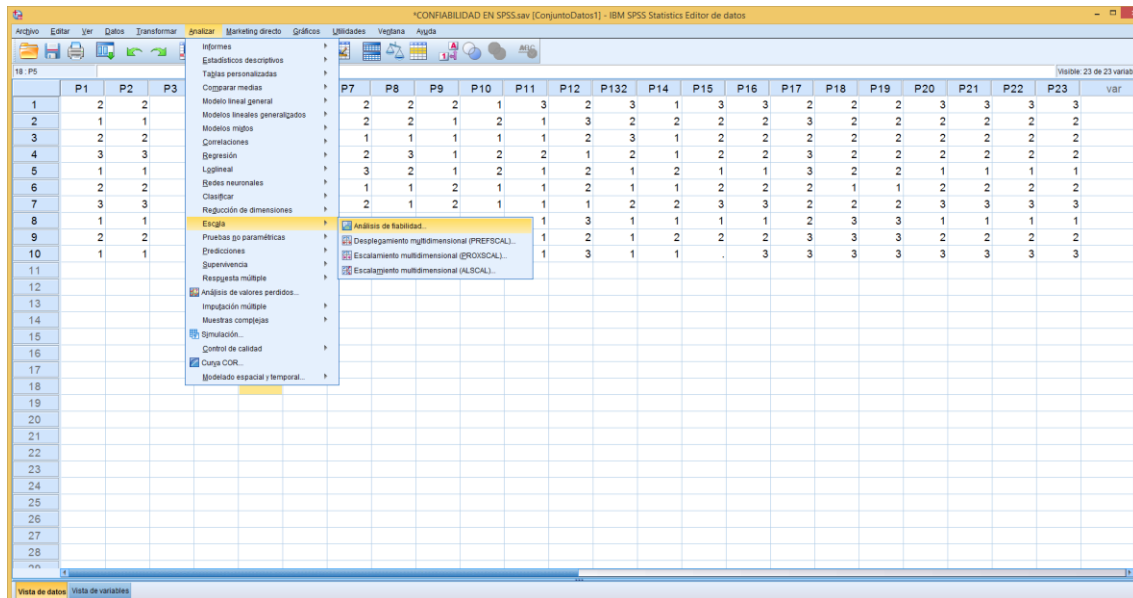 *CONFIABILIDAD EN SPSS.sav [ConjuntoDatos1] - IBM SPSS Statistics Editor de datos
Archivo Editar Ver Datos Transformar Analizar Marketing directo Gráficos Utilidades Ventana Ayuda
18 : P5 Visible: 23 de 23 variab
P1 P2 P3 P7 P8 P9 P10 P11 P12 P132 P14 P15 P16 P17 P18 P19 P20 P21 P22 P23 var
1 2 2 2 2 2 1 3 2 3 1 3 3 2 2 2 3 3 3 3
2 1 1 2 2 1 2 1 3 2 2 2 2 3 2 2 2 2 2 2
3 2 2 1 1 1 1 1 2 3 1 2 2 2 2 2 2 2 2 2
4 3 3 2 3 1 2 2 1 2 1 2 2 3 2 2 2 2 2 2
5 1 1 3 2 1 2 1 2 1 2 1 1 3 2 2 1 1 1 1
6 2 2 1 1 2 1 1 2 1 1 2 2 2 1 1 2 2 2 2
7 3 3 2 1 2 1 1 1 2 2 3 3 2 2 2 3 3 3 3
8 1 1 1 3 1 1 1 1 2 3 3 1 1 1 1
9 2 2 1 2 1 2 2 2 3 3 3 2 2 2 2
10 1 1 1 3 1 1 . 3 3 3 3 3 3 3 3
11
12
13
14
15
16
17
18
19
20
21
22
23
24
25
26
27
28
Informes
Estadísticos descriptivos
Tablas personalizadas
Comparar medias
Modelo lineal general
Modelos lineales generalizados
Modelos mixtos
Correlaciones
Regresión
Loglineal
Redes neuronales
Clasificar
Reducción de dimensiones
Escala
Pruebas no paramétricas
Predicciones
Supervivencia
Respuesta múltiple
Análisis de valores perdidos...
Imputación múltiple
Muestras complejas
Simulación...
Control de calidad
Curva COR...
Modelado espacial y temporal...
Análisis de fiabilidad...
Desplegamiento multidimensional (PREFSCAL)...
Escalamiento multidimensional (PROXSCAL)...
Escalamiento multidimensional (ALSCAL)...
Vista de datos Vista de variables